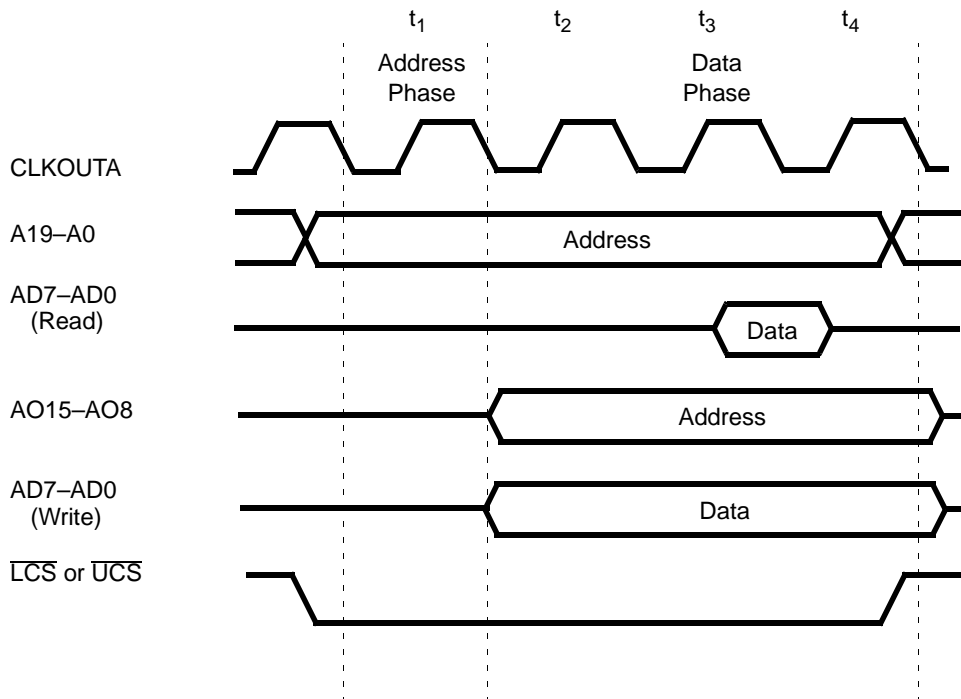 t1 t2 t3 t4
Address Data
Phase Phase
CLKOUTA
A19–A0 Address
AD7–AD0
(Read) Data
AO15–AO8 Address
AD7–AD0
(Write) Data
LCS or UCS